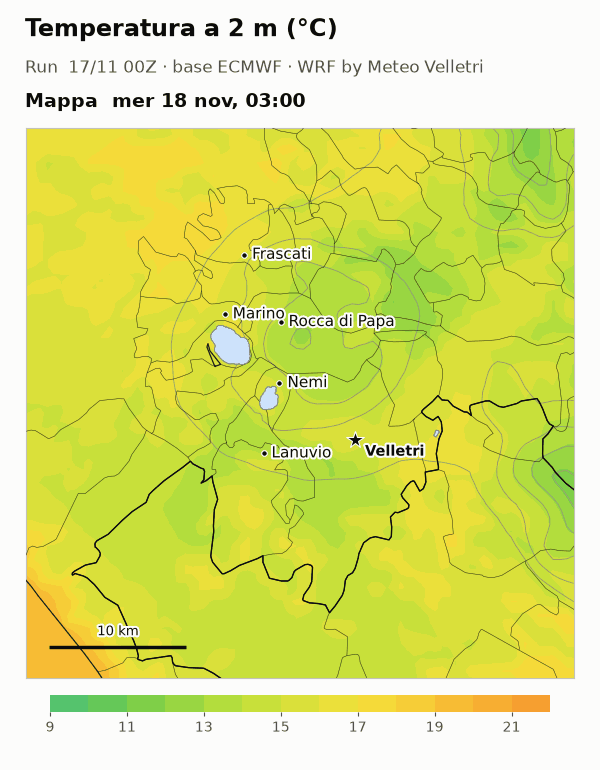 Temperatura a 2 m (°C)
Run  17/11 00Z · base ECMWF · WRF by Meteo Velletri
Mappa  mer 18 nov, 03:00
Frascati
Marino
Rocca di Papa
Nemi
Velletri
Lanuvio
10 km
9 11 13 15 17 19 21